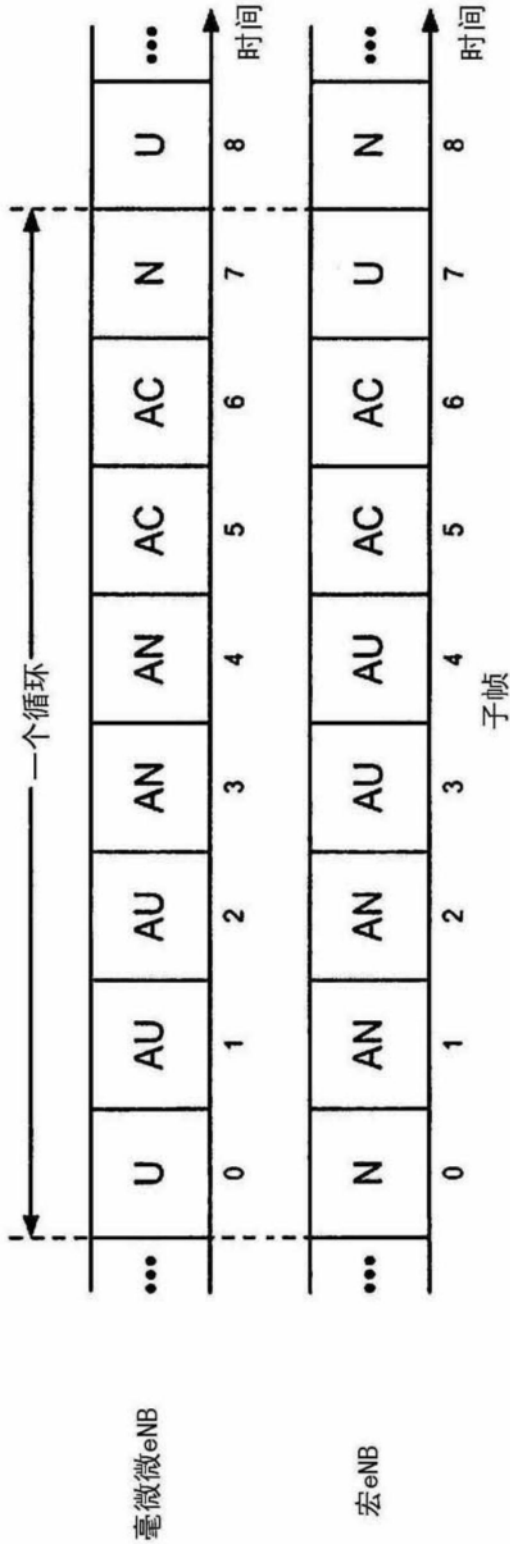 一个循环
毫微微eNB
••• U AU AU AN AN AC AC N U •••
0 1 2 3 4 5 6 7 8 时间
宏eNB
••• N AN AN AU AU AC AC U N •••
0 1 2 3 4 5 6 7 8 时间
子帧